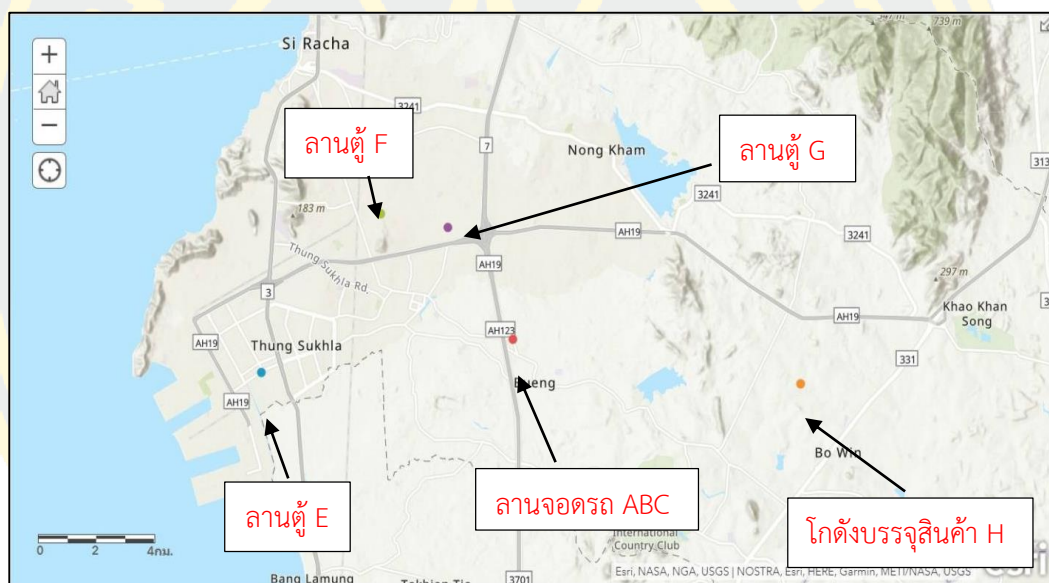 739 m
Si Racha
3241
ลานตู้ F
ลานตู้ G
7
Nong Kham
313
3241
183 m
AH19
3241
Thung Sukhla Rd.
AH19
297 m
3
Khao Khan
Song
AH123
AH19
AH19
Thung Sukhla
331
Bueng
AH19
Bo Win
ลานตู้ E
ลานจอดรถ ABC
โกดังบรรจุสินค้า H
International
Country Club
0 2 4กม.
Esri, NASA, NGA, USGS | NOSTRA, Esri, HERE, Garmin, METI/NASA, USGS
esri
Bang Lamung
Takhian Tia
3701